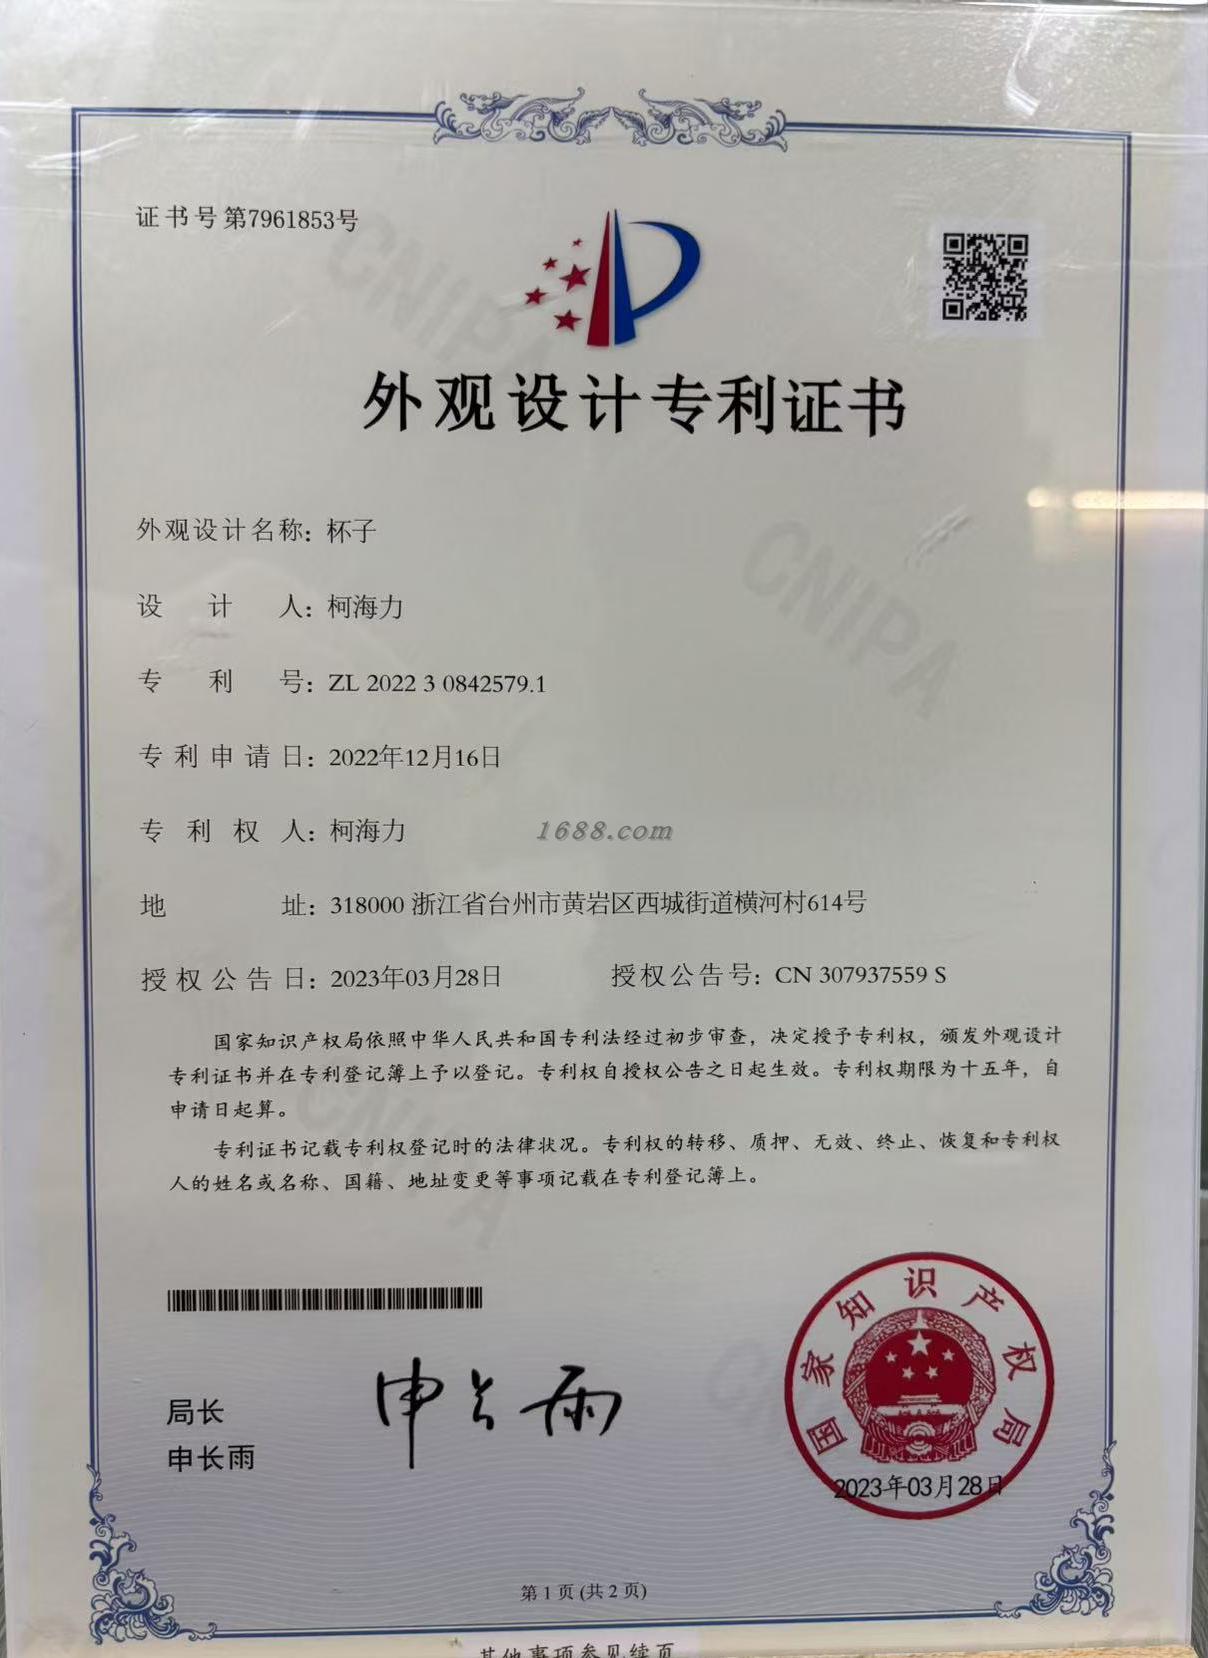 证书号第7961853号
外观设计专利证书
外观设计名称：杯子
设计人：柯海力
专利号：ZL 2022 3 0842579.1
专利申请日：2022年12月16日
专利权人：柯海力
1688.com
地址：318000 浙江省台州市黄岩区西城街道横河村614号
授权公告日：2023年03月28日 授权公告号：CN 307937559 S
国家知识产权局依照中华人民共和国专利法经过初步审查，决定授予专利权，颁发外观设计
专利证书并在专利登记簿上予以登记。专利权自授权公告之日起生效。专利权期限为十五年，自
申请日起算。
专利证书记载专利权登记时的法律状况。专利权的转移、质押、无效、终止、恢复和专利权
人的姓名或名称、国籍、地址变更等事项记载在专利登记簿上。
局长
申长雨
申长雨
国家知识产权局
2023年03月28日
第 1 页 (共 2 页)
其他事项参见续页
CNIPA
CNIPA
CNIPA